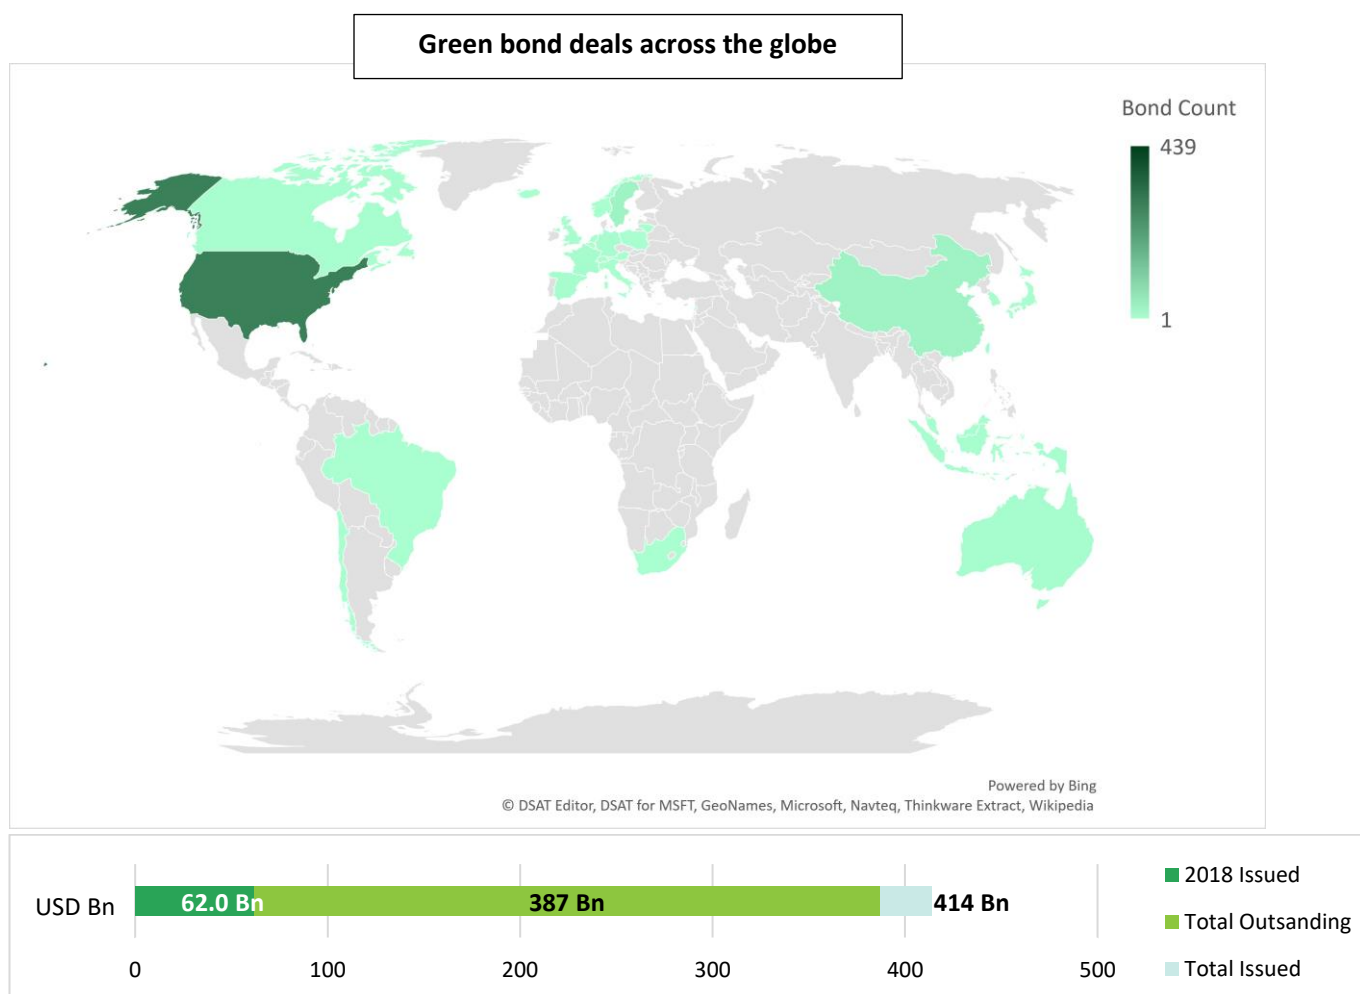 Green bond deals across the globe
Bond Count
439
1
Powered by Bing
© DSAT Editor, DSAT for MSFT, GeoNames, Microsoft, Navteq, Thinkware Extract, Wikipedia
USD Bn
62.0 Bn
387 Bn
414 Bn
0
100
200
300
400
500
2018 Issued
Total Outsanding
Total Issued